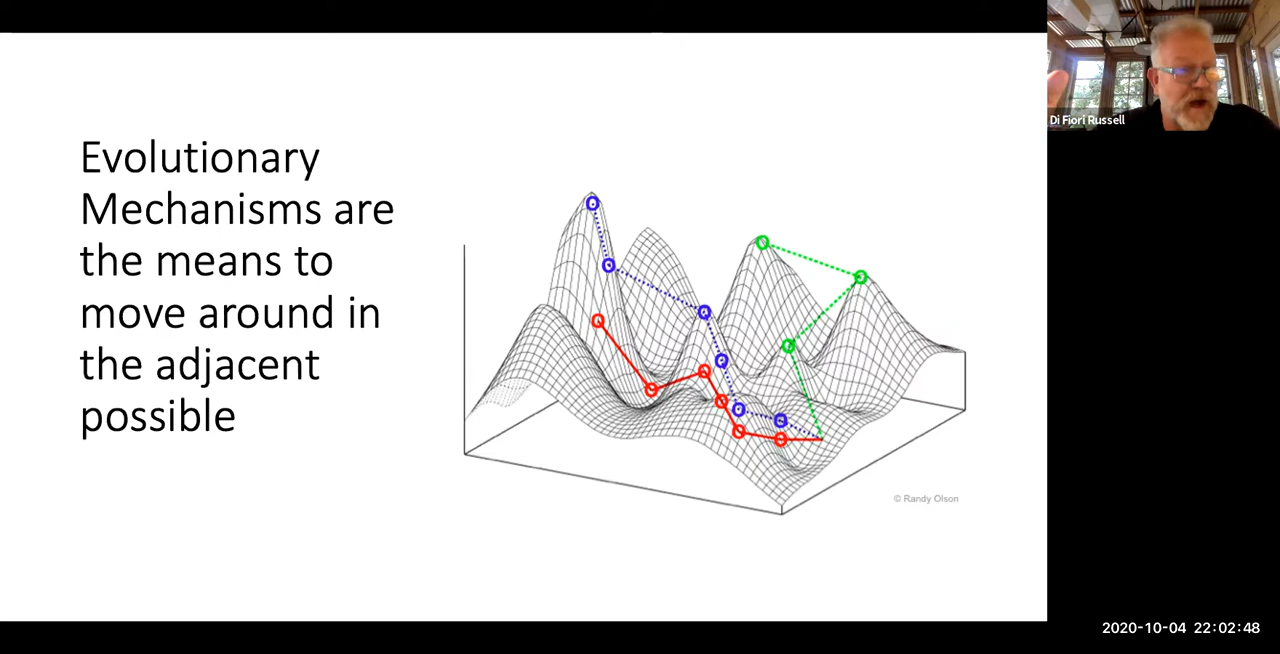 Evolutionary
Mechanisms are
the means to
move around in
the adjacent
possible
© Randy Olson
Di Fiori Russell
2020-10-04 22:02:48